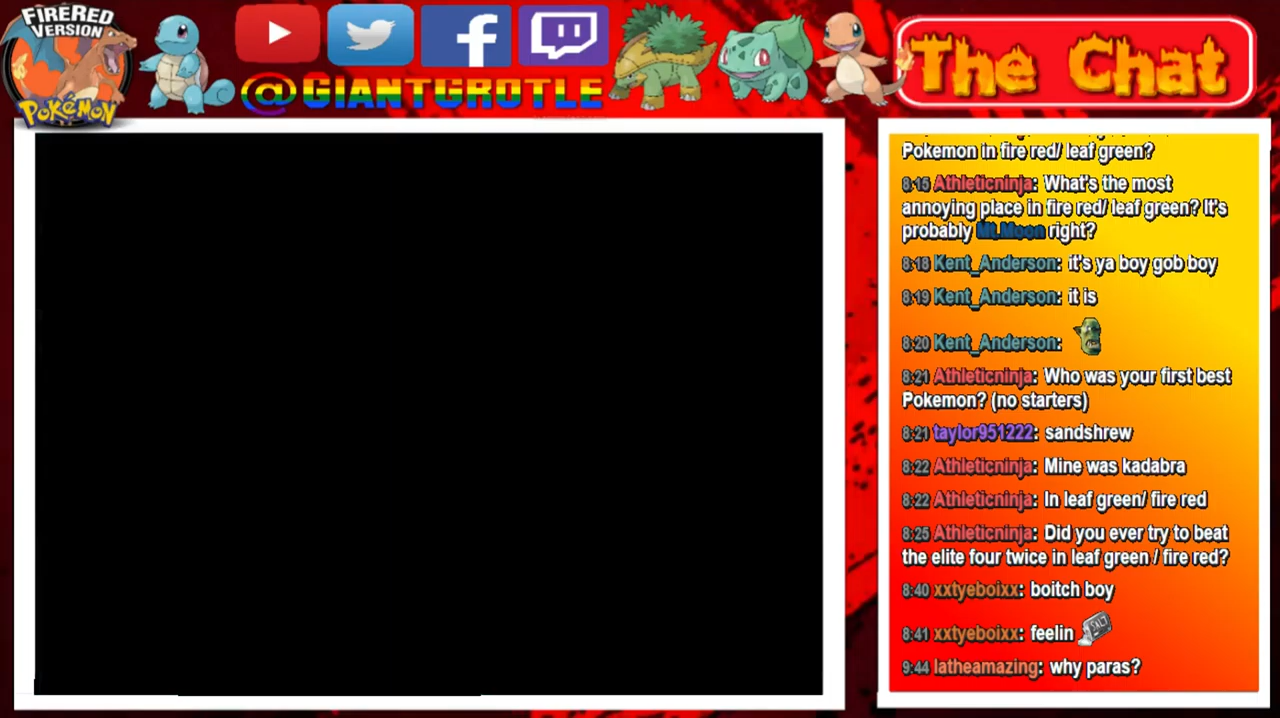 FIRERED
VERSION
POKéMON
@GIANTGROTLE
The Chat
Pokemon in fire red/ leaf green?
8:15 Athleticninja: What's the most
annoying place in fire red/ leaf green? It's
probably Mt.Moon right?
8:18 Kent_Anderson: it's ya boy gob boy
8:19 Kent_Anderson: it is
8:20 Kent_Anderson:
8:21 Athleticninja: Who was your first best
Pokemon? (no starters)
8:21 taylor951222: sandshrew
8:22 Athleticninja: Mine was kadabra
8:22 Athleticninja: In leaf green/ fire red
8:25 Athleticninja: Did you ever try to beat
the elite four twice in leaf green / fire red?
8:40 xxtyeboixx: boitch boy
8:41 xxtyeboixx: feelin SALT
9:44 latheamazing: why paras?